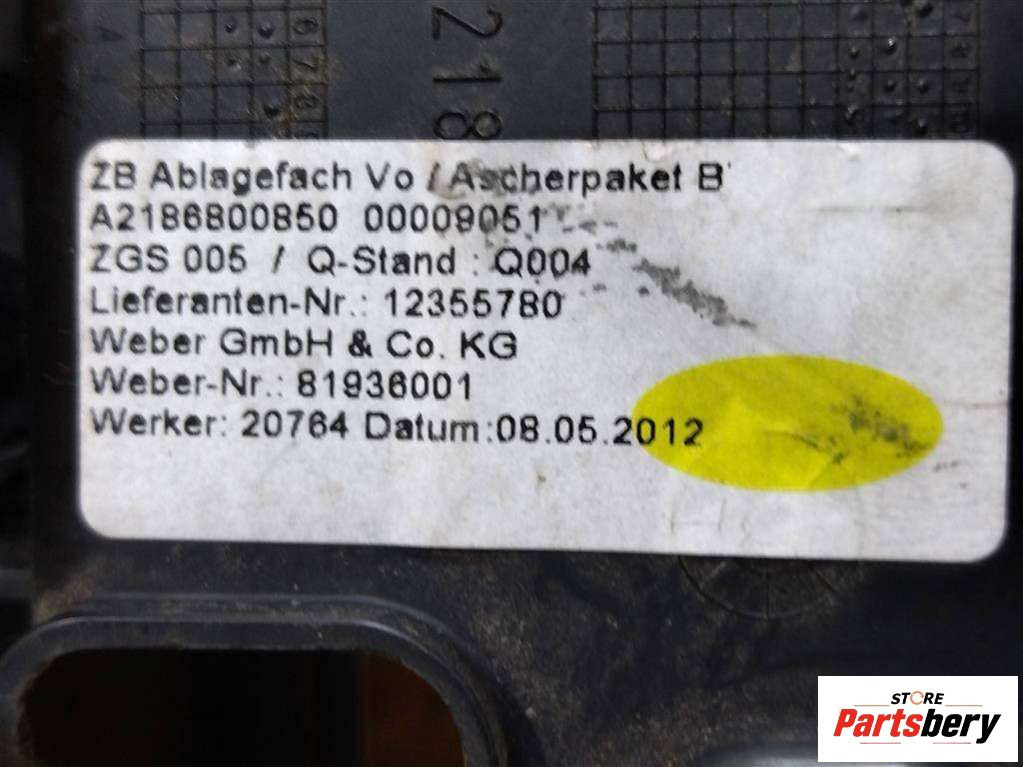 218
ZB Ablagefach Vo / Ascherpaket B
A2186800850 00009051
ZGS 005 / Q-Stand : Q004
Lieferanten-Nr.: 12355780
Weber GmbH & Co. KG
Weber-Nr.: 81936001
Werker: 20764 Datum:08.05.2012
STORE
Partsbery